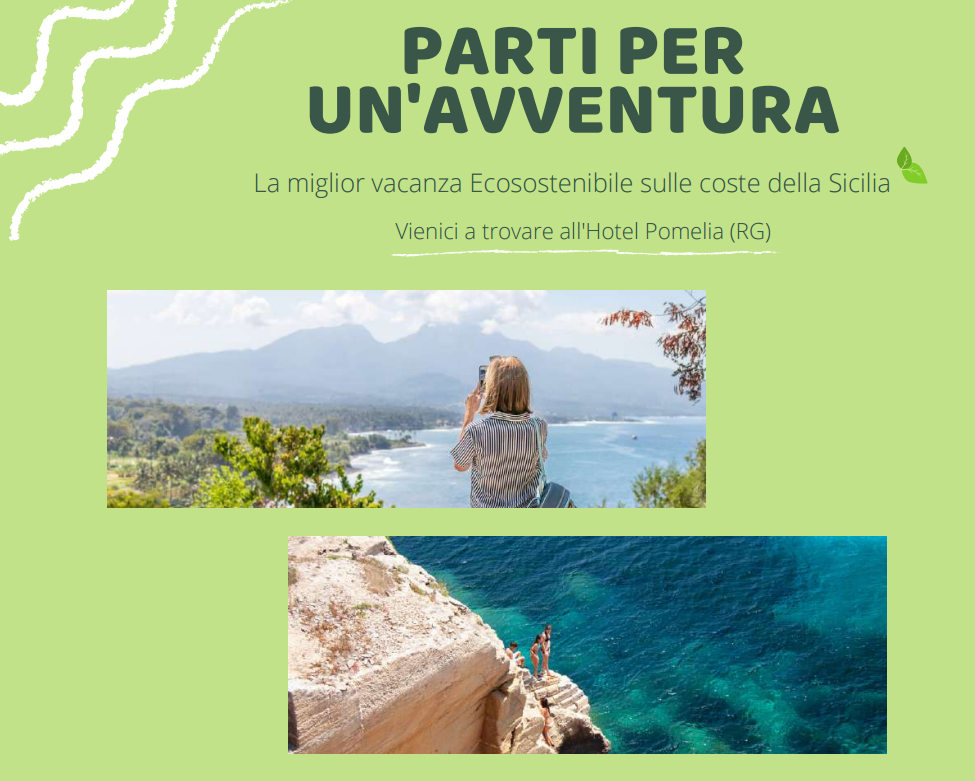 PARTI PER
UN'AVVENTURA
La miglior vacanza Ecosostenibile sulle coste della Sicilia
Vienici a trovare all'Hotel Pomelia (RG)